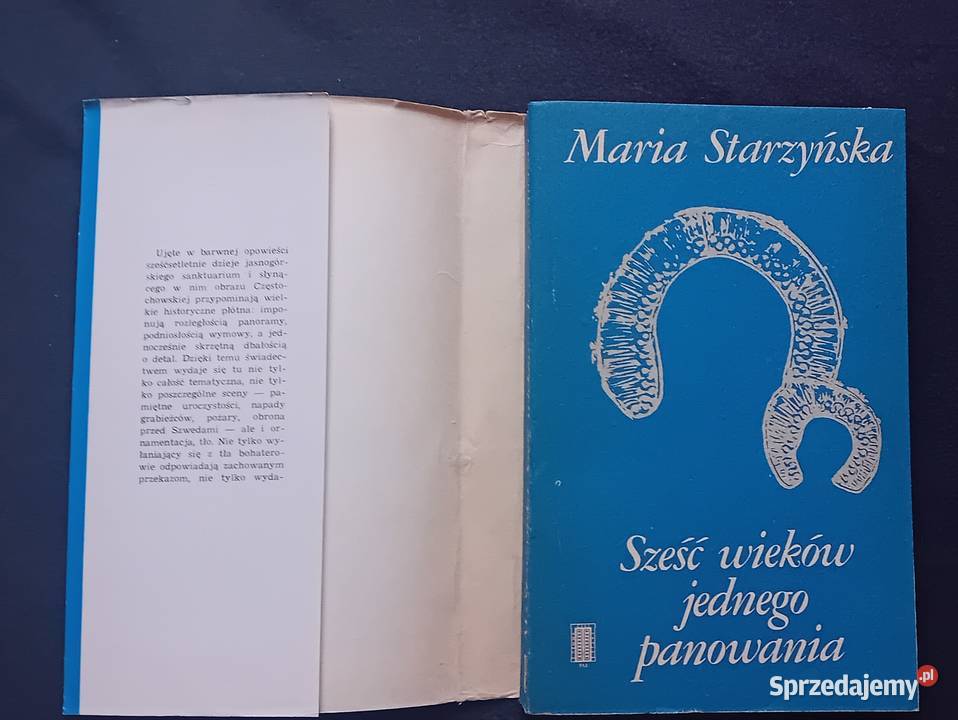 Ujęte w barwnej opowieści
sześćsetletnie dzieje jasnogór-
skiego sanktuarium i słyną-
cego w nim obrazu Często-
chowskiej przypominają wiel-
kie historyczne płótna: impo-
nują rozległością panoramy,
podniosłością wymowy, a jed-
nocześnie skrzętną dbałością
o detal. Dzięki temu świadec-
twem wydaje się tu nie tyl-
ko całość tematyczna, nie tyl-
ko poszczególne sceny — pa-
miętne uroczystości, napady
grabieżców, pożary, obrona
przed Szwedami — ale i or-
namentacja, tło. Nie tylko wy-
łaniający się z tła bohatero-
wie odpowiadają zachowanym
przekazom, nie tylko wyda-
Maria Starzyńska
Sześć wieków
jednego
panowania
PAX
Sprzedajemy.pl